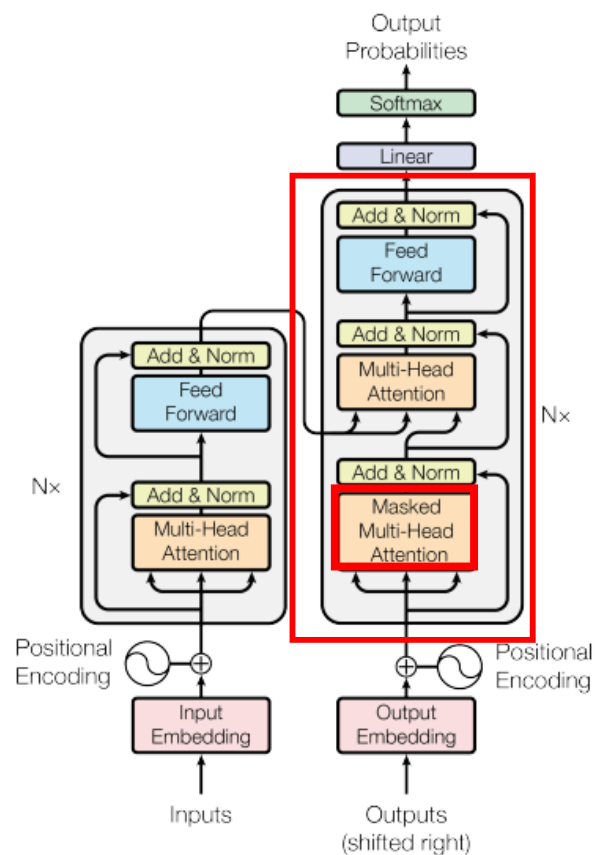 Output
Probabilities
Softmax
Linear
Add & Norm
Feed
Forward
Add & Norm
Multi-Head
Attention
Nx
Add & Norm
Masked
Multi-Head
Attention
Add & Norm
Feed
Forward
Nx
Add & Norm
Multi-Head
Attention
Positional
Encoding
Positional
Encoding
Input
Embedding
Output
Embedding
Inputs
Outputs
(shifted right)